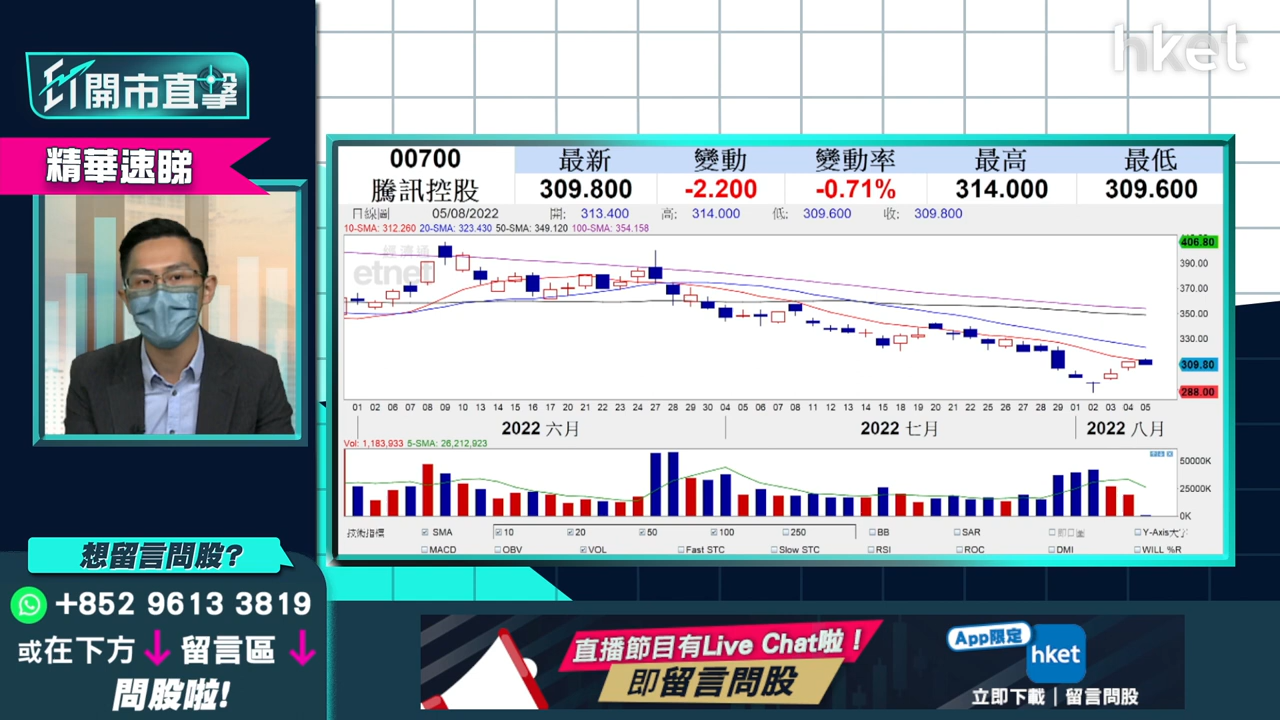 hket
ET開市直擊
精華速睇
00700
騰訊控股
最新 變動 變動率 最高 最低
309.800 -2.200 -0.71% 314.000 309.600
日線圖 05/08/2022 開: 313.400 高: 314.000 低: 309.600 收: 309.800
10-SMA: 312.260 20-SMA: 323.430 50-SMA: 349.120 100-SMA: 354.158
經濟通
etnet
406.80
390.00
370.00
350.00
330.00
309.80
288.00
01 02 06 07 08 09 10 13 14 15 16 17 20 21 22 23 24 27 28 29 30 04 05 06 07 08 11 12 13 14 15 18 19 20 21 22 25 26 27 28 29 01 02 03 04 05
2022 六月 2022 七月 2022 八月
Vol: 1,183,933 5-SMA: 26,212,923
50000K
25000K
0K
技術指標 SMA 10 20 50 100 250 BB SAR Y-Axis大字
MACD OBV VOL Fast STC Slow STC RSI ROC DMI WILL %R
想留言問股?
+852 9613 3819
或在下方 留言區
問股啦!
直播節目有Live Chat啦!
即留言問股
App限定
hket
立即下載 | 留言問股